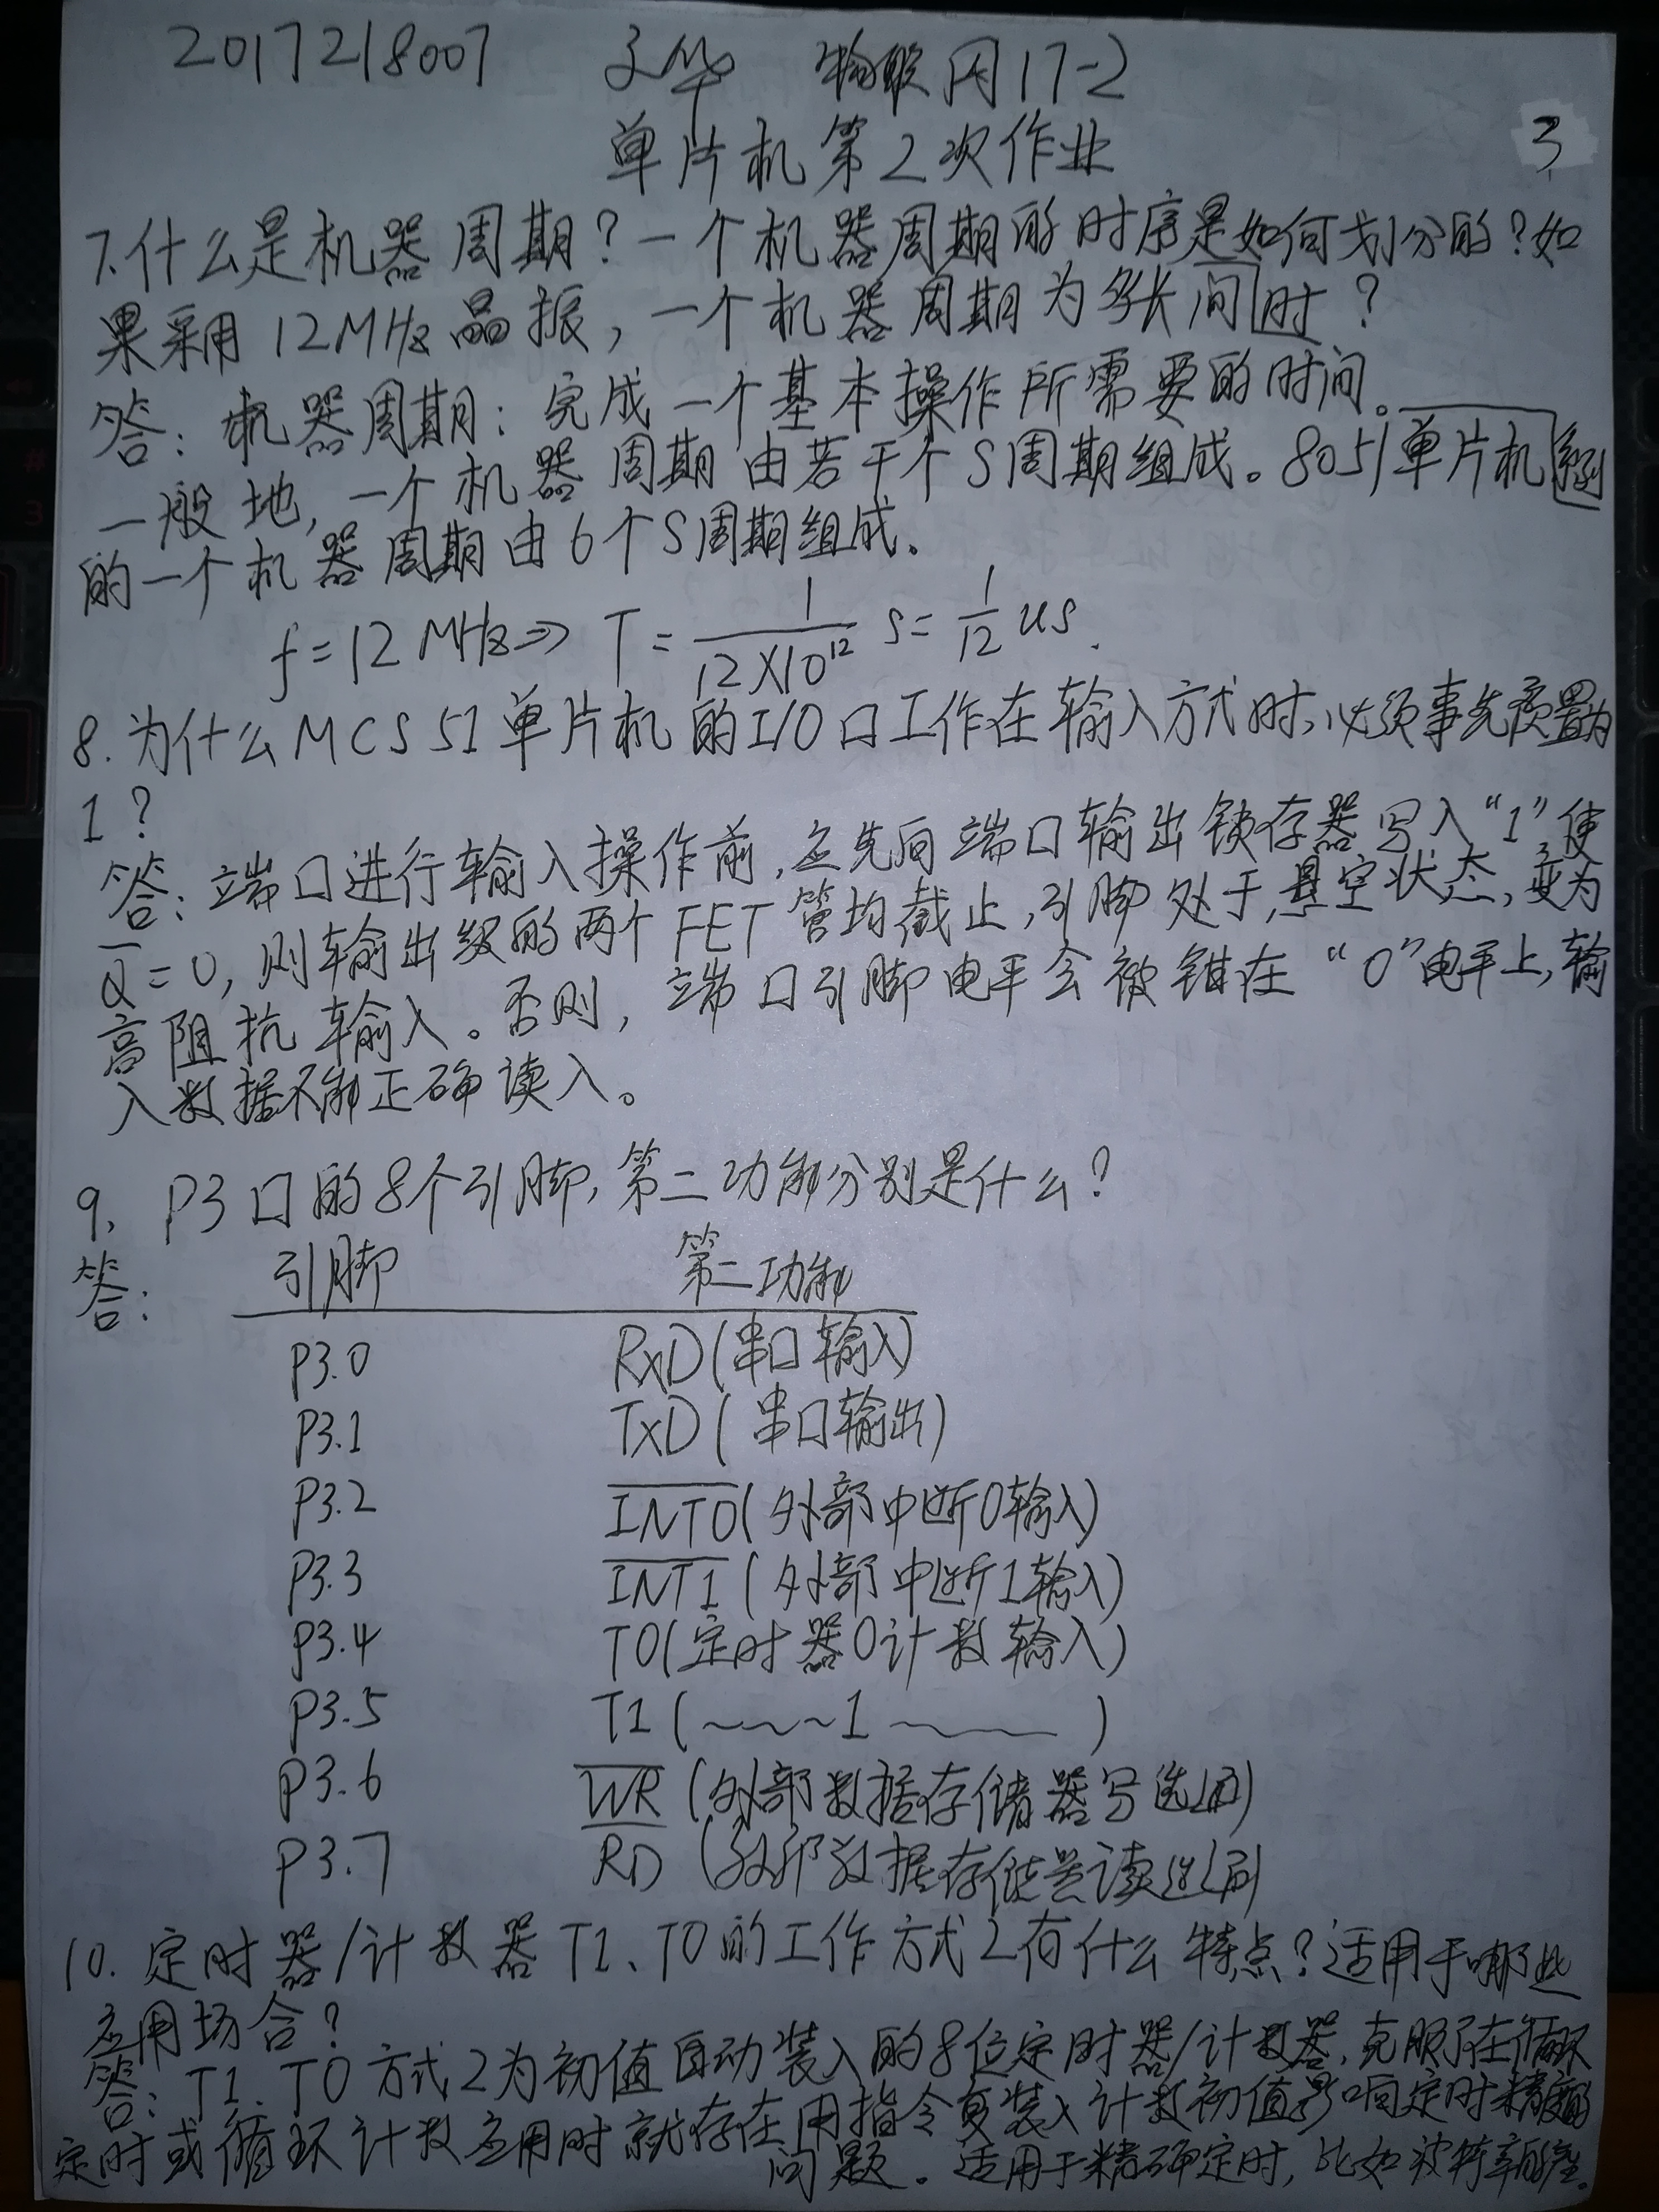 2017218007 文华 物联网17-2
单片机第2次作业
3
7.什么是机器周期?一个机器周期的时序是如何划分的?如
果采用12MHz晶振,一个机器周期为多长间时?
答:机器周期:完成一个基本操作所需要的时间。
一般地,一个机器周期由若干个S周期组成。8051单片机系列
的一个机器周期由6个S周期组成。
f=12MHz⇒ T=1/(12×10^12) s=1/12 us.
8.为什么MCS51单片机的I/O口工作在输入方式时,必须事先预置为
1?
答:端口进行输入操作前,应先向端口输出锁存器写入“1”,使
Q̅=0,则输出级的两个FET管均截止,引脚处于悬空状态,变为
高阻抗输入。否则,端口引脚电平会被钳在“0”电平上,输
入数据不能正确读入。
9. P3口的8个引脚,第二功能分别是什么?
答: 引脚 第二功能
P3.0 RxD(串口输入)
P3.1 TxD(串口输出)
P3.2 I̅N̅T̅0̅(外部中断0输入)
P3.3 I̅N̅T̅1̅(外部中断1输入)
P3.4 T0(定时器0计数输入)
P3.5 T1(~~~1~~~)
P3.6 W̅R̅(外部数据存储器写选通)
P3.7 R̅D̅(外部数据存储器读选通)
10.定时器/计数器T1、T0的工作方式2有什么特点?适用于哪些
应用场合?
答:T1、T0方式2为初值自动装入的8位定时器/计数器,克服了在循环
定时或循环计数应用时就存在用指令复装入计数初值影响定时精度的
问题。适用于精确定时,比如波特率的产生。